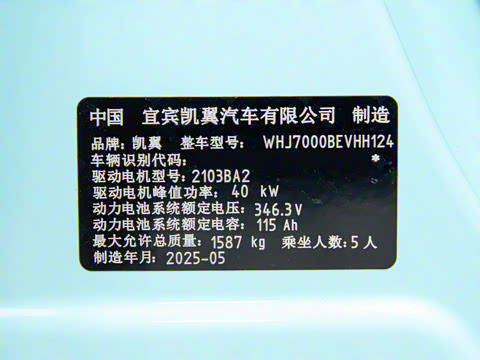 中国 宜宾凯翼汽车有限公司 制造
品牌: 凯翼 整车型号: WHJ7000BEVHH124
车辆识别代码: *
驱动电机型号: 2103BA2
驱动电机峰值功率: 40 kW
动力电池系统额定电压: 346.3V
动力电池系统额定电容: 115 Ah
最大允许总质量: 1587 kg 乘坐人数: 5人
制造年月: 2025-05